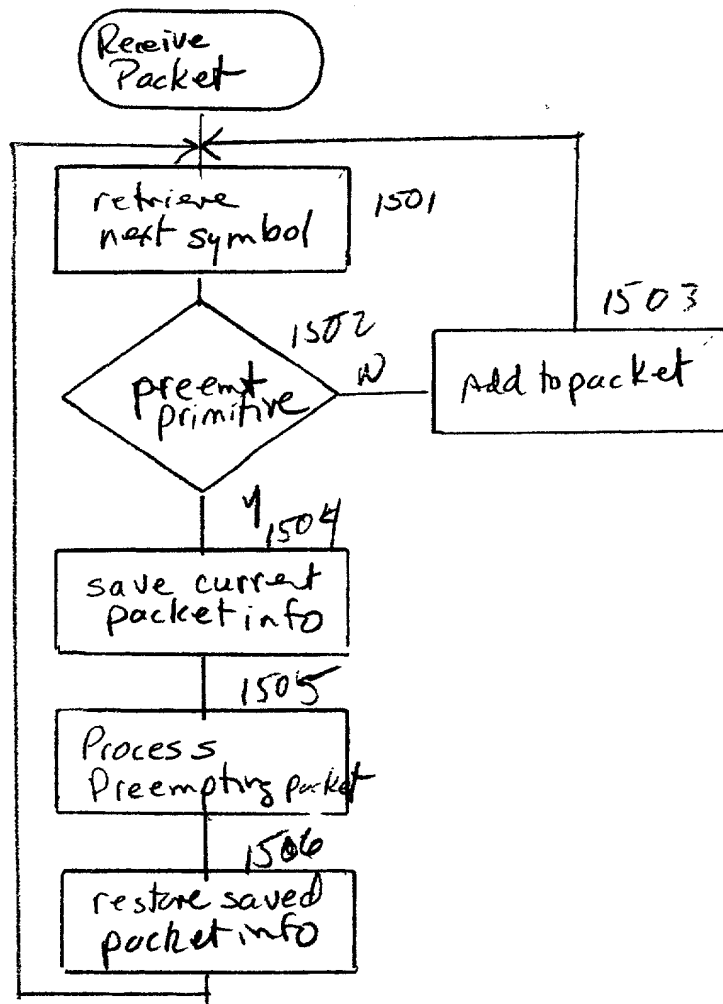 Receive
Packet
retrieve
next symbol
1501
1502
preemt
primitive
N
1503
Add to packet
Y
1504
save current
packet info
1505
Process
Preempting packet
1506
restore saved
packet info